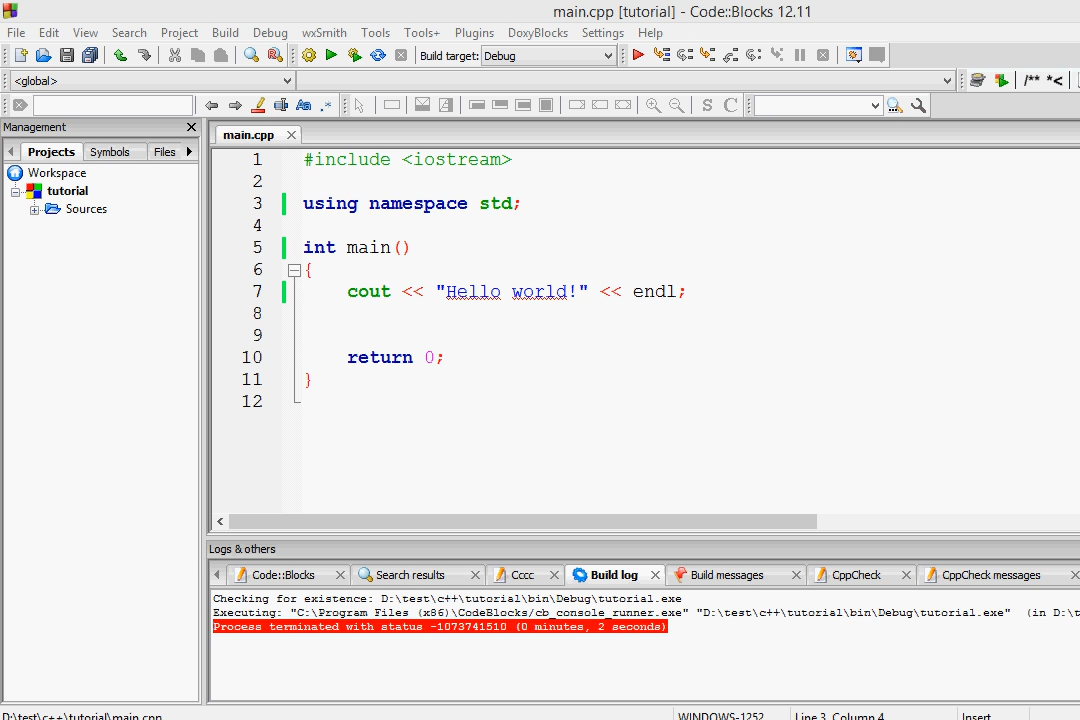 main.cpp [tutorial] - Code::Blocks 12.11
File Edit View Search Project Build Debug wxSmith Tools Tools+ Plugins DoxyBlocks Settings Help
Build target: Debug
<global>
/** *<
S C
Management
main.cpp
Projects Symbols Files
Workspace
tutorial
Sources
1 #include <iostream>
2
3 using namespace std;
4
5 int main()
6 {
7 cout << "Hello world!" << endl;
8
9
10 return 0;
11 }
12
Logs & others
Code::Blocks Search results Cccc Build log Build messages CppCheck CppCheck messages
Checking for existence: D:\test\c++\tutorial\bin\Debug\tutorial.exe
Executing: "C:\Program Files (x86)\CodeBlocks/cb_console_runner.exe" "D:\test\c++\tutorial\bin\Debug\tutorial.exe" (in D:\t
Process terminated with status -1073741510 (0 minutes, 2 seconds)
D:\test\c++\tutorial\main.cpp WINDOWS-1252 Line 3, Column 4 Insert